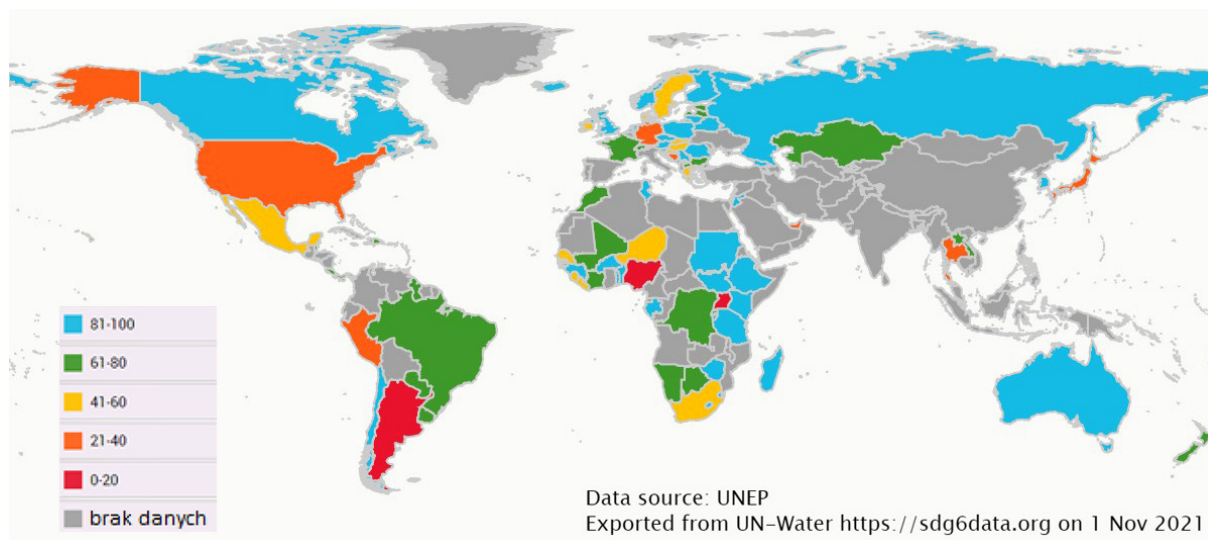 81-100
61-80
41-60
21-40
0-20
brak danych
Data source: UNEP
Exported from UN-Water https://sdg6data.org on 1 Nov 2021